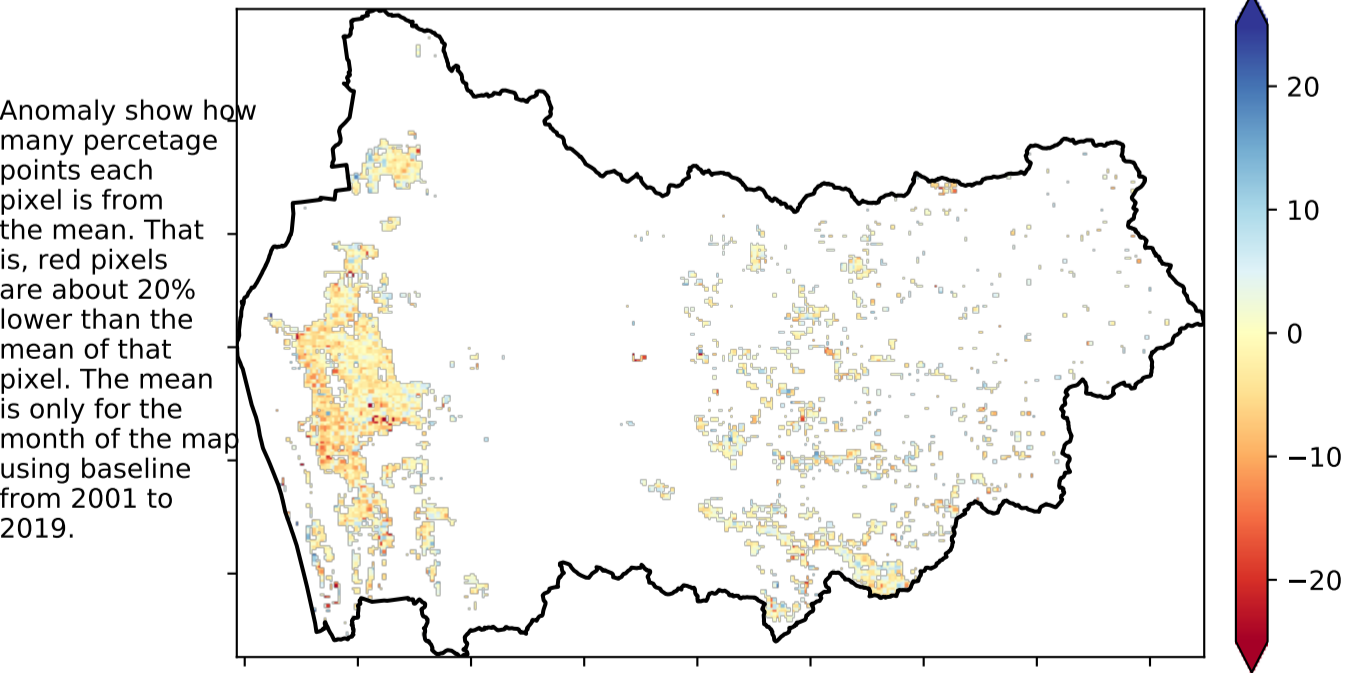 Anomaly show how
many percetage
points each
pixel is from
the mean. That
is, red pixels
are about 20%
lower than the
mean of that
pixel. The mean
is only for the
month of the map
using baseline
from 2001 to
2019.
20
10
0
−10
−20